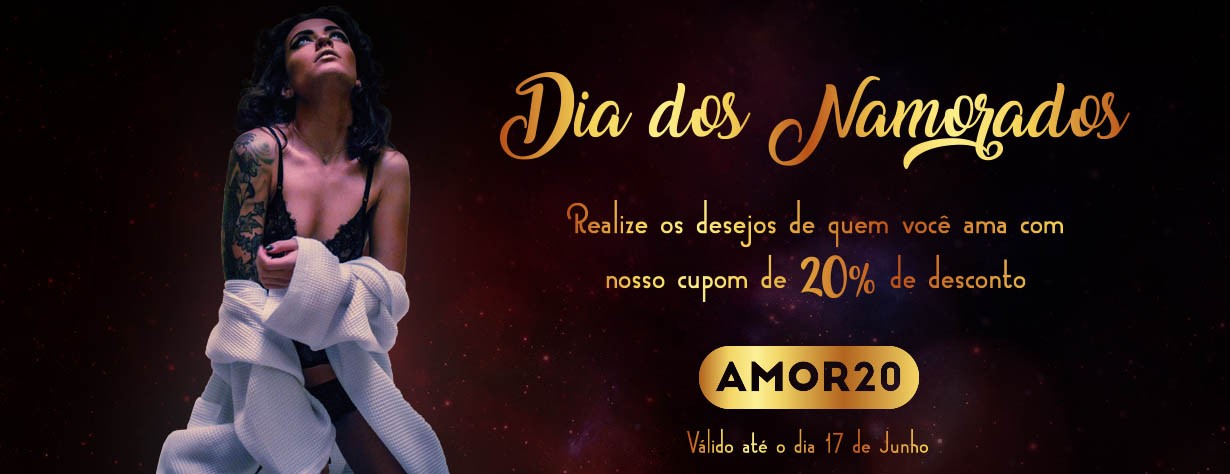 Dia dos Namorados
Realize os desejos de quem você ama com
nosso cupom de 20% de desconto
AMOR20
Válido até o dia 17 de Junho